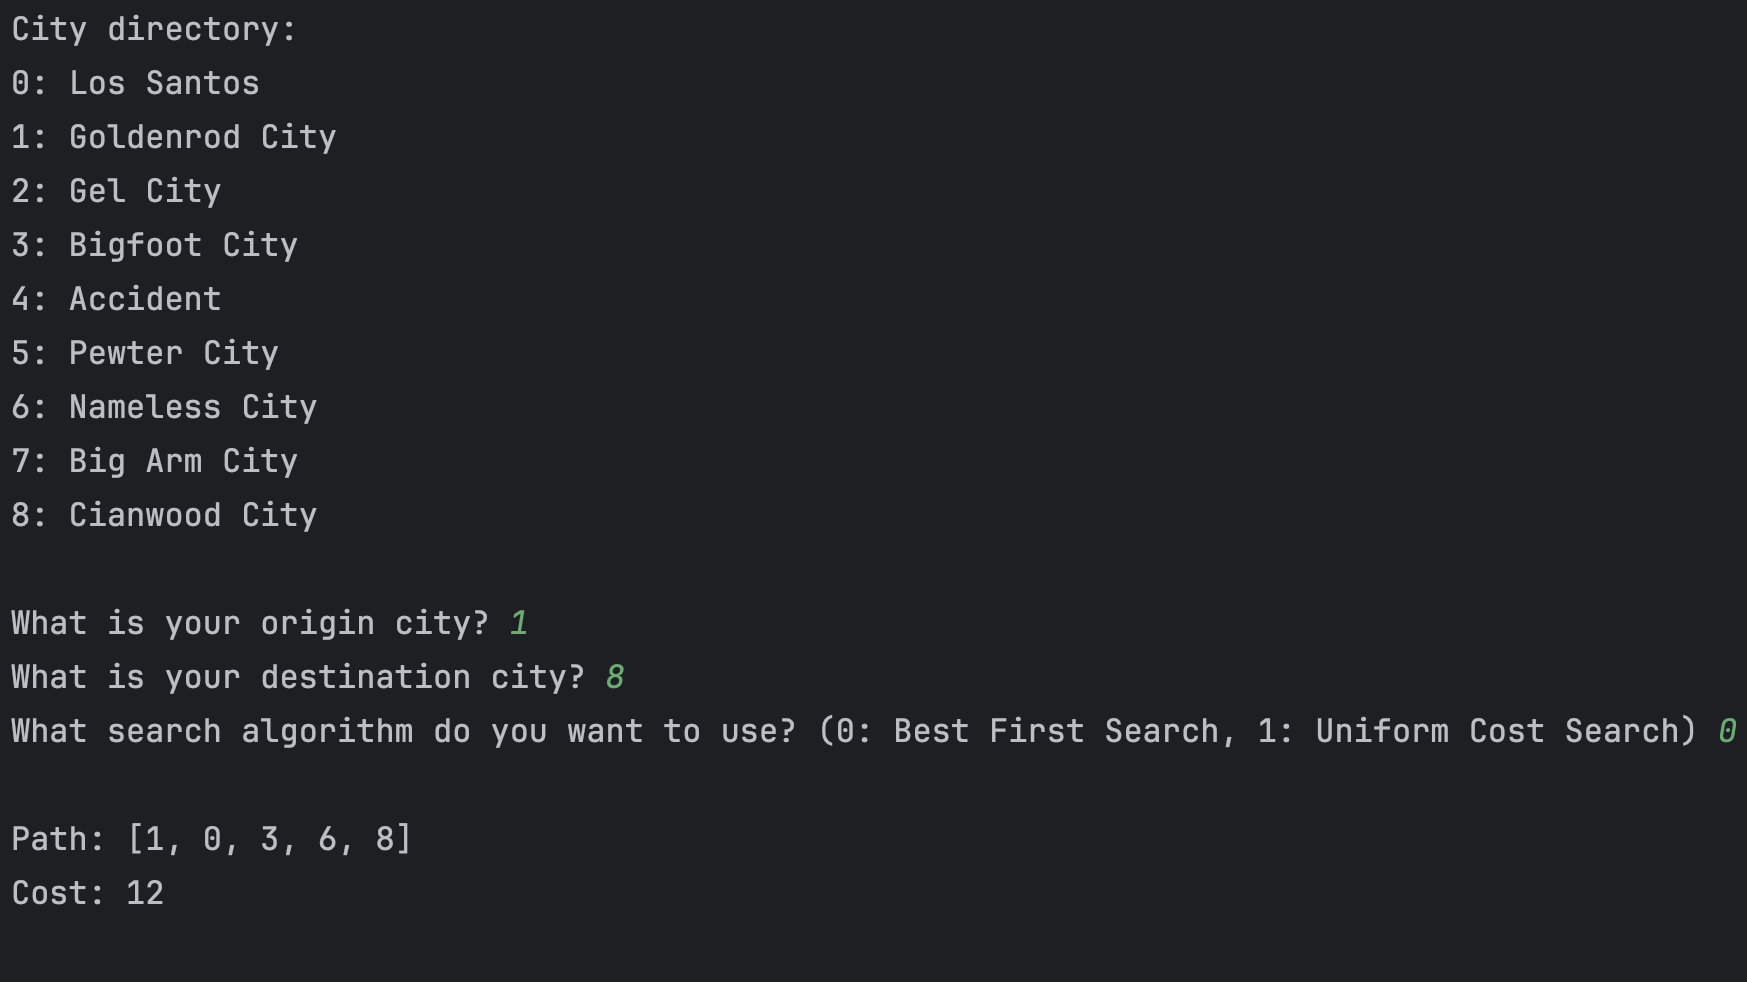 City directory:
0: Los Santos
1: Goldenrod City
2: Gel City
3: Bigfoot City
4: Accident
5: Pewter City
6: Nameless City
7: Big Arm City
8: Cianwood City
What is your origin city? 1
What is your destination city? 8
What search algorithm do you want to use? (0: Best First Search, 1: Uniform Cost Search) 0
Path: [1, 0, 3, 6, 8]
Cost: 12